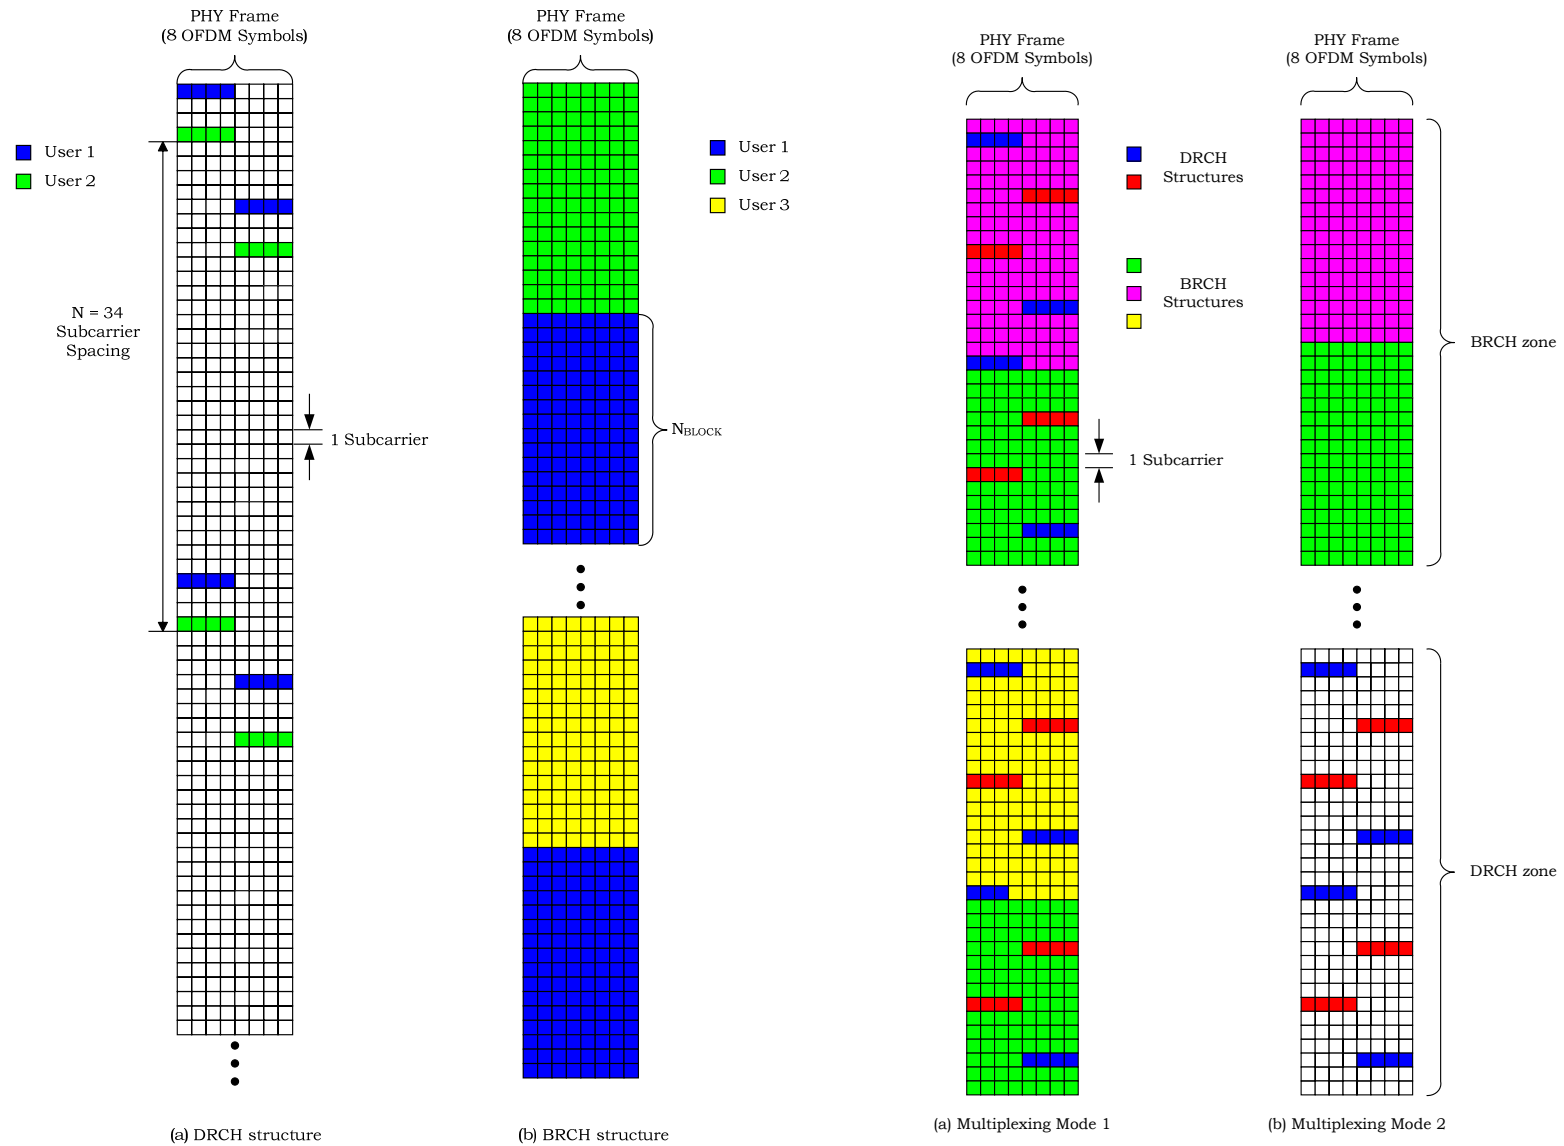 PHY Frame
(8 OFDM Symbols)
User 1
User 2
N = 34
Subcarrier
Spacing
1 Subcarrier
(a) DRCH structure
PHY Frame
(8 OFDM Symbols)
User 1
User 2
User 3
NBLOCK
(b) BRCH structure
PHY Frame
(8 OFDM Symbols)
DRCH
Structures
BRCH
Structures
1 Subcarrier
(a) Multiplexing Mode 1
PHY Frame
(8 OFDM Symbols)
BRCH zone
DRCH zone
(b) Multiplexing Mode 2